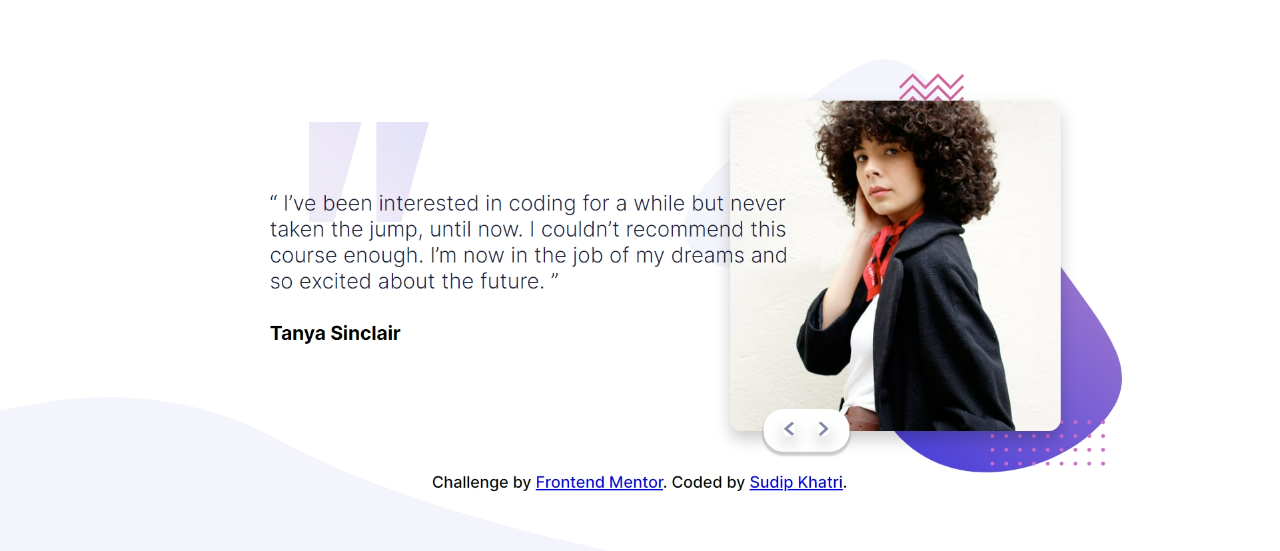 “ I’ve been interested in coding for a while but never
taken the jump, until now. I couldn’t recommend this
course enough. I’m now in the job of my dreams and
so excited about the future. ”
Tanya Sinclair
Challenge by Frontend Mentor. Coded by Sudip Khatri.